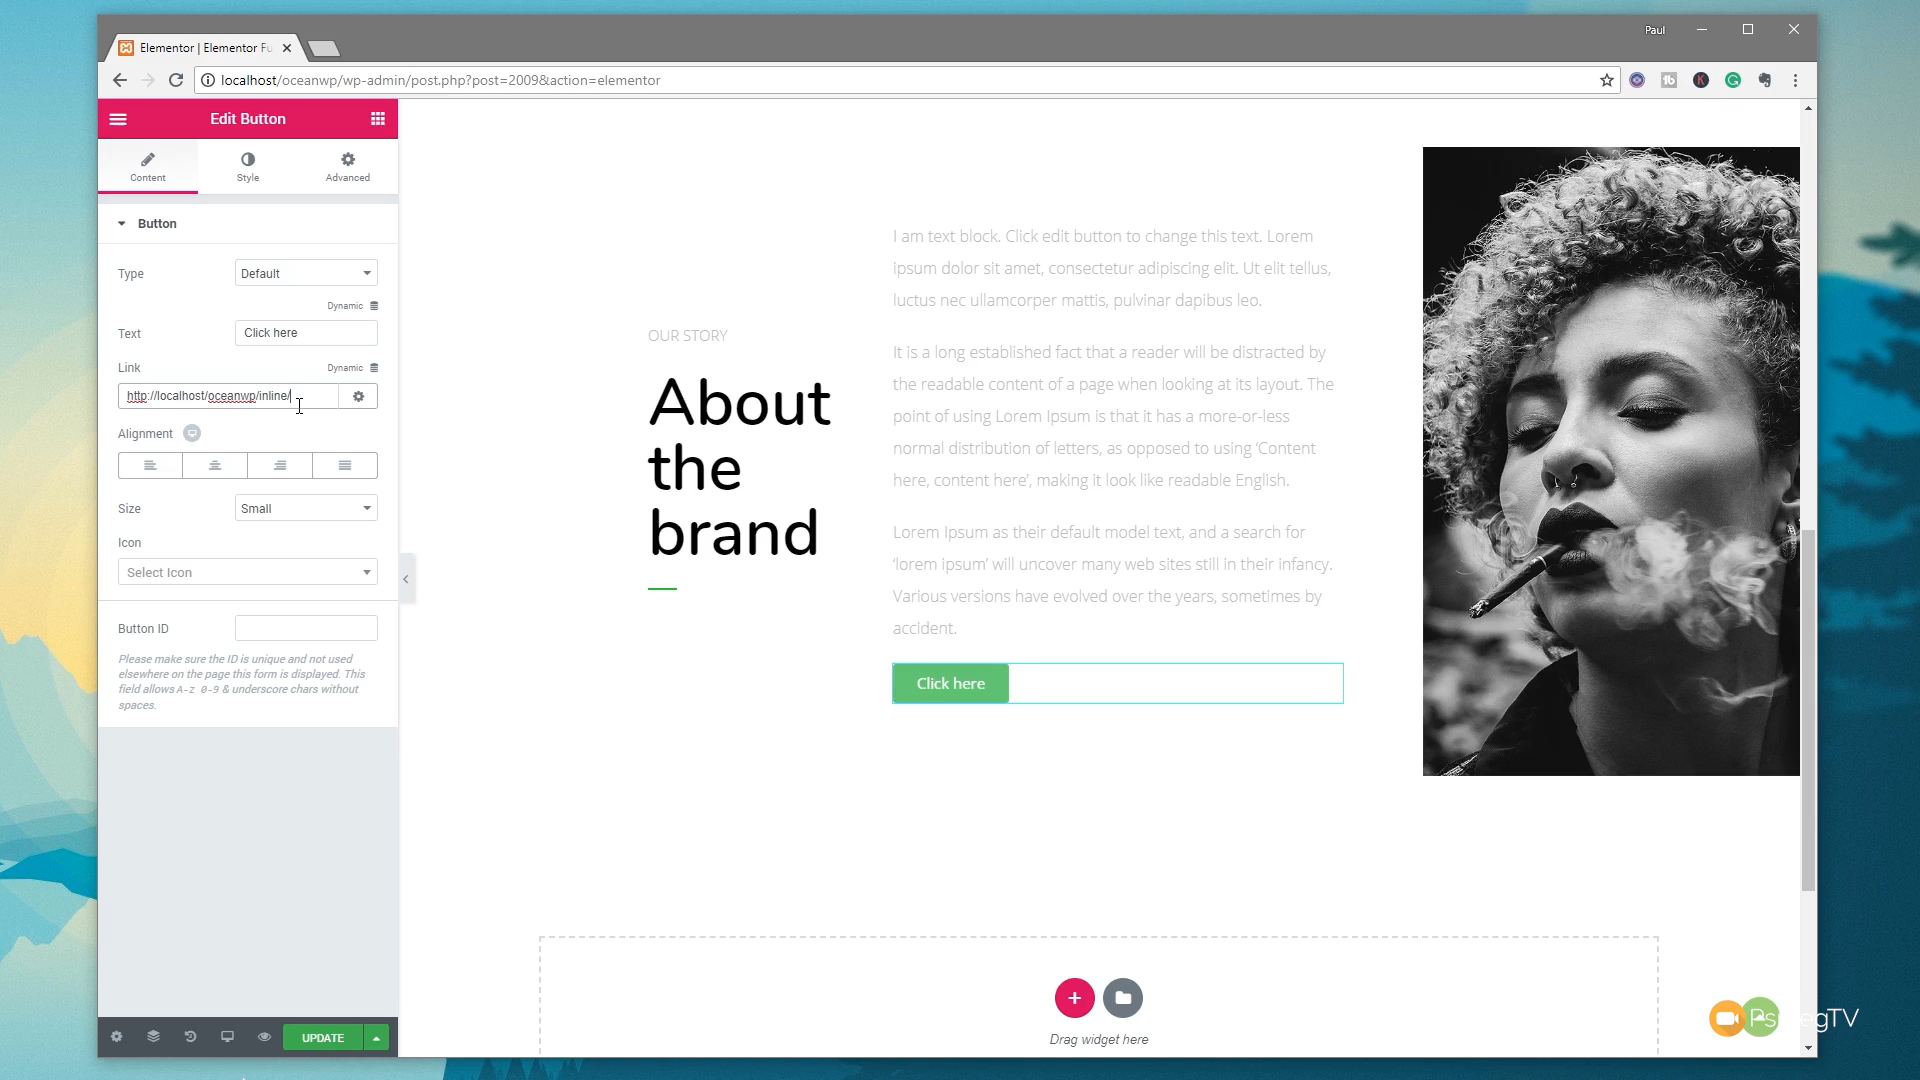 Paul
Elementor | Elementor Fu
localhost/oceanwp/wp-admin/post.php?post=2009&action=elementor
Edit Button
Content
Style
Advanced
Button
Type
Default
Dynamic
Text
Click here
Link
Dynamic
http://localhost/oceanwp/inline/
Alignment
Size
Small
Icon
Select Icon
Button ID
Please make sure the ID is unique and not used
elsewhere on the page this form is displayed. This
field allows A-z 0-9 & underscore chars without
spaces.
UPDATE
OUR STORY
About
the
brand
I am text block. Click edit button to change this text. Lorem
ipsum dolor sit amet, consectetur adipiscing elit. Ut elit tellus,
luctus nec ullamcorper mattis, pulvinar dapibus leo.
It is a long established fact that a reader will be distracted by
the readable content of a page when looking at its layout. The
point of using Lorem Ipsum is that it has a more-or-less
normal distribution of letters, as opposed to using ‘Content
here, content here’, making it look like readable English.
Lorem Ipsum as their default model text, and a search for
‘lorem ipsum’ will uncover many web sites still in their infancy.
Various versions have evolved over the years, sometimes by
accident.
Click here
Drag widget here